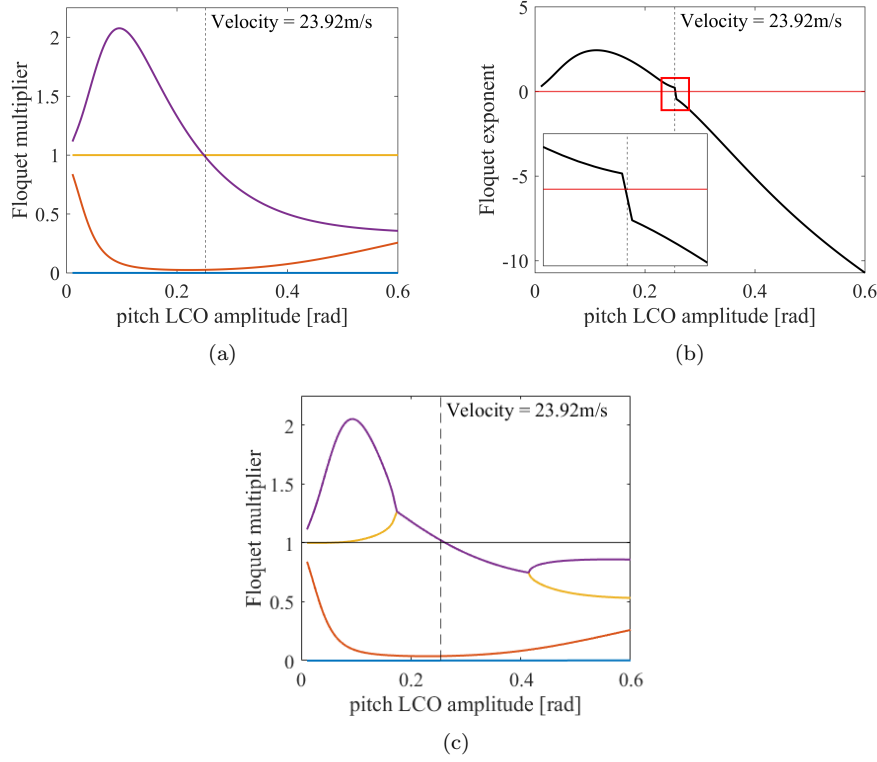 Velocity = 23.92m/s
2
1.5
1
0.5
0
Floquet multiplier
0
0.2
0.4
0.6
pitch LCO amplitude [rad]
(a)
Velocity = 23.92m/s
5
0
-5
-10
Floquet exponent
0
0.2
0.4
0.6
pitch LCO amplitude [rad]
(b)
Velocity = 23.92m/s
2
1.5
1
0.5
0
Floquet multiplier
0
0.2
0.4
0.6
pitch LCO amplitude [rad]
(c)